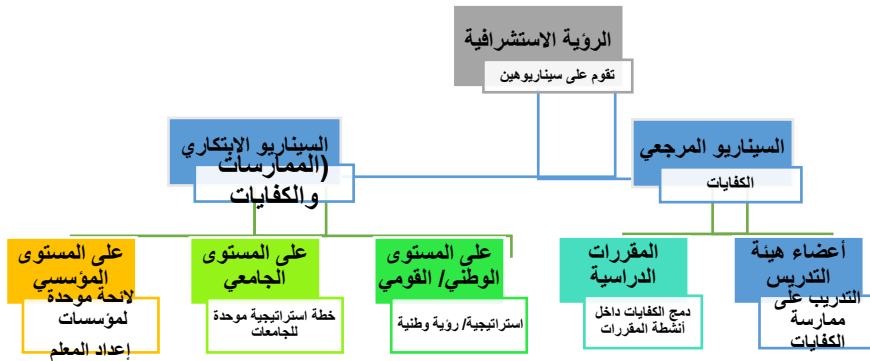 الرؤية الاستشرافية
تقوم على سيناريوهين
السيناريو المرجعي
الكفايات
السيناريو الابتكاري
(الممارسات
والكفايات
أعضاء هيئة
التدريس
التدريب على
ممارسة
الكفايات
المقررات
الدراسية
دمج الكفايات داخل
أنشطة المقررات
على المستوى
الوطني/ القومي
استراتيجية/ رؤية وطنية
على المستوى
الجامعي
خطة استراتيجية موحدة
للجامعات
على المستوى
المؤسسي
لائحة موحدة
لمؤسسات
إعداد المعلم